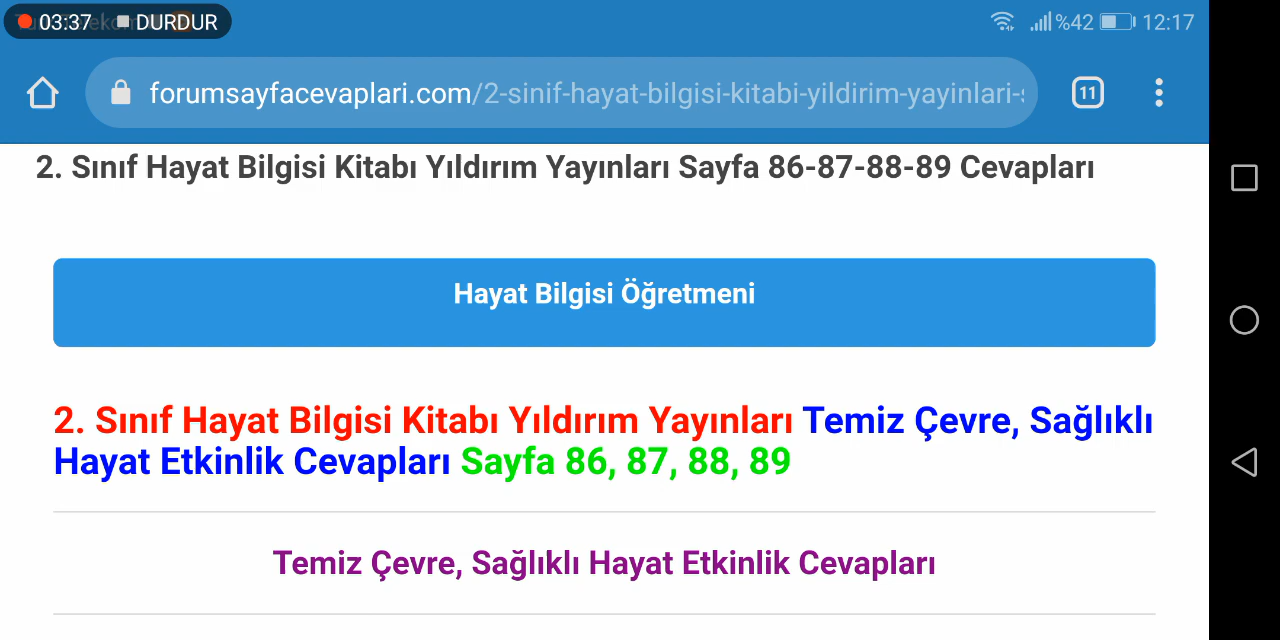 03:37 DURDUR %42 12:17
forumsayfacevaplari.com/2-sinif-hayat-bilgisi-kitabi-yildirim-yayinlari- 11
2. Sınıf Hayat Bilgisi Kitabı Yıldırım Yayınları Sayfa 86-87-88-89 Cevapları
Hayat Bilgisi Öğretmeni
2. Sınıf Hayat Bilgisi Kitabı Yıldırım Yayınları Temiz Çevre, Sağlıklı
Hayat Etkinlik Cevapları Sayfa 86, 87, 88, 89
Temiz Çevre, Sağlıklı Hayat Etkinlik Cevapları